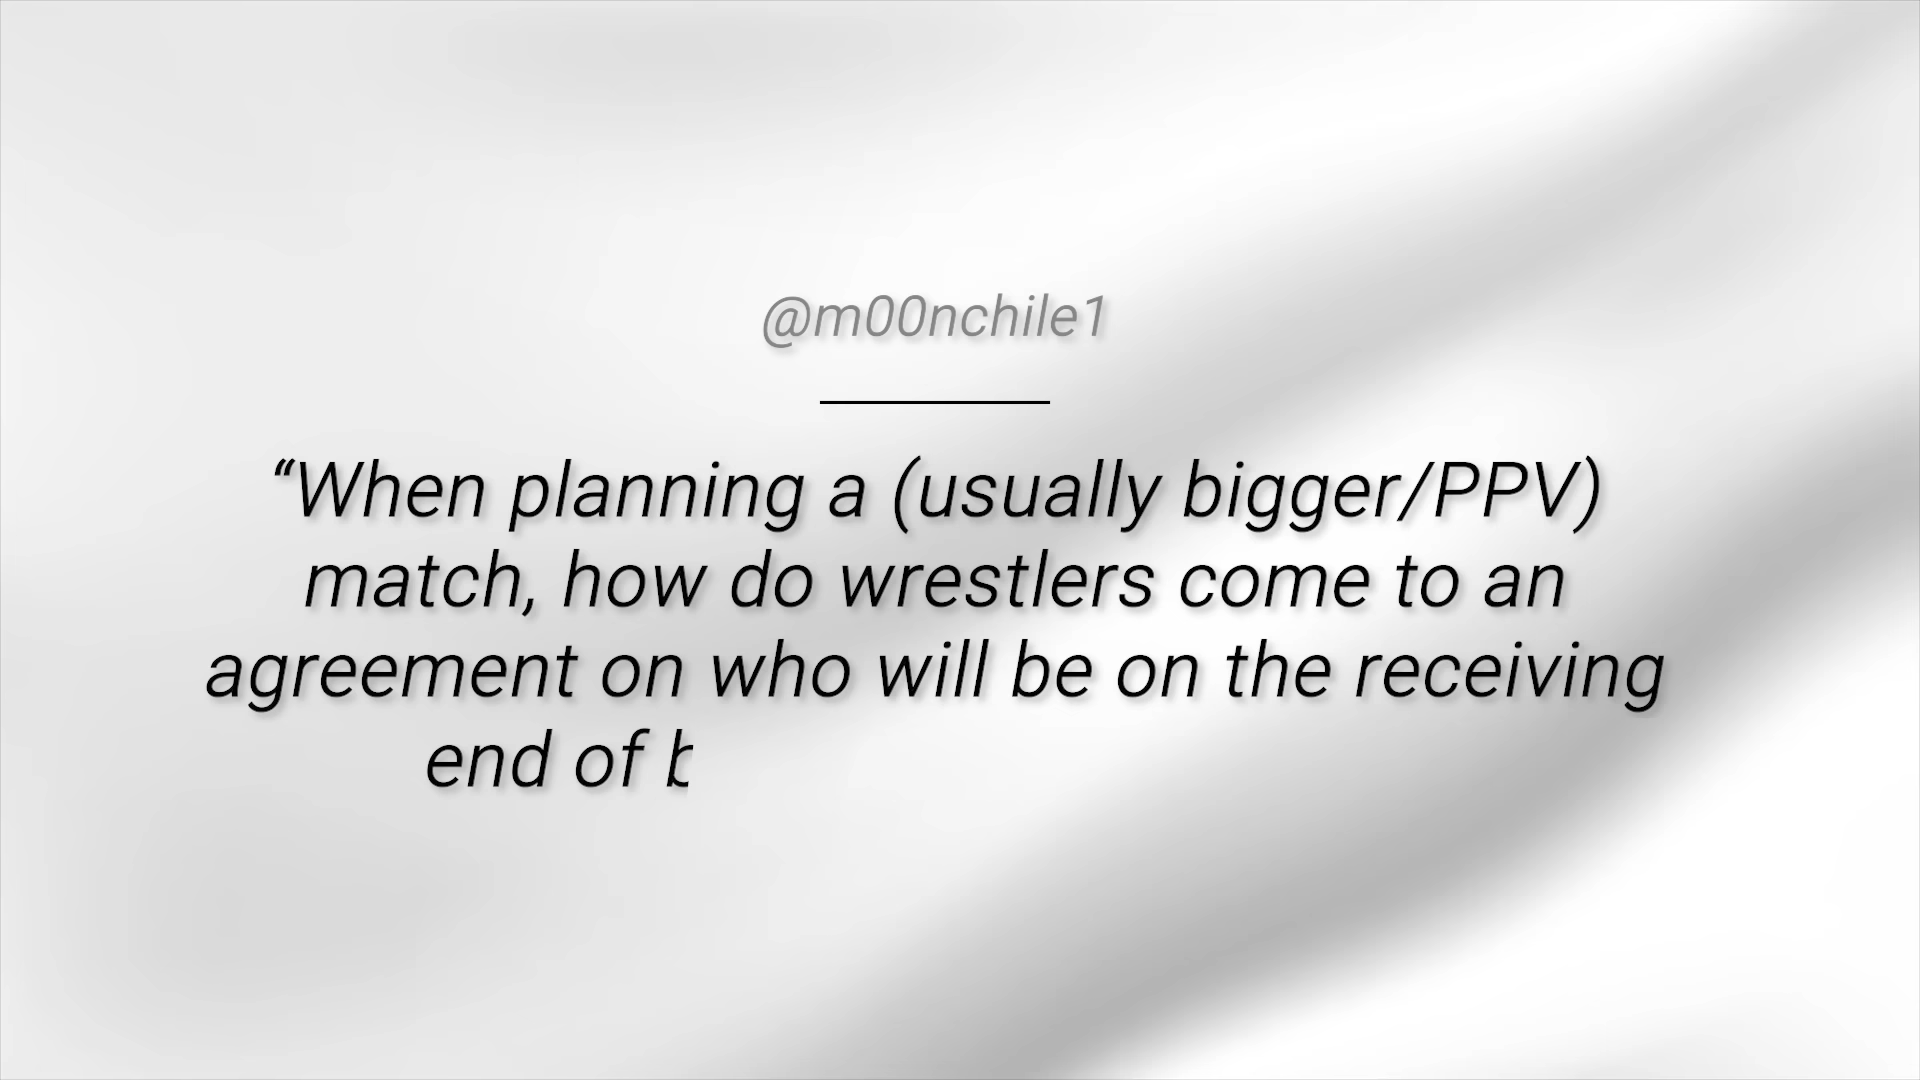 @m00nchile1
“When planning a (usually bigger/PPV)
match, how do wrestlers come to an
agreement on who will be on the receiving
end of